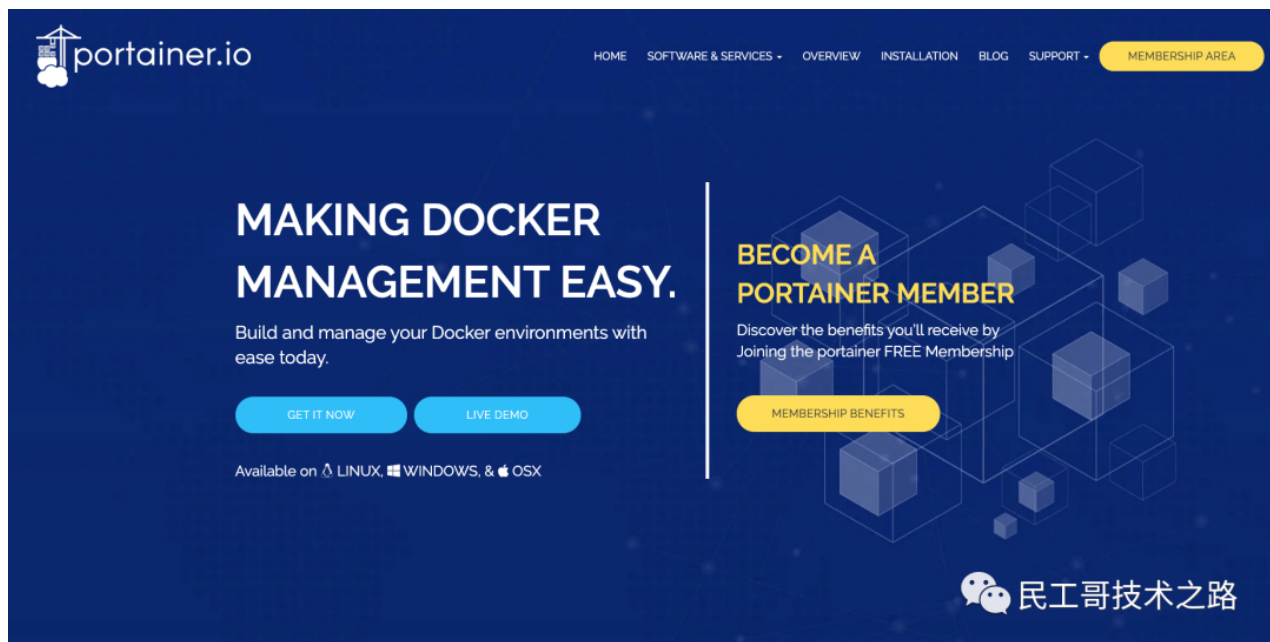 portainer.io
HOME SOFTWARE & SERVICES OVERVIEW INSTALLATION BLOG SUPPORT MEMBERSHIP AREA
MAKING DOCKER
MANAGEMENT EASY.
Build and manage your Docker environments with
ease today.
GET IT NOW LIVE DEMO
Available on LINUX, WINDOWS, & OSX
BECOME A
PORTAINER MEMBER
Discover the benefits you'll receive by
Joining the portainer FREE Membership
MEMBERSHIP BENEFITS
民工哥技术之路